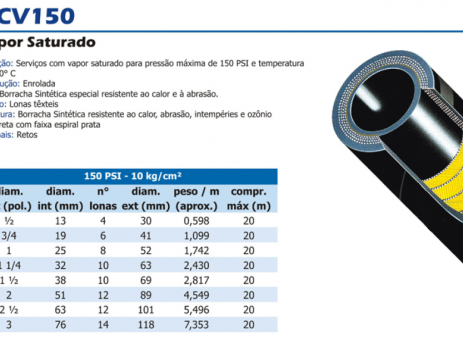 CV150
por Saturado
ção: Serviços com vapor saturado para pressão máxima de 150 PSI e temperatura
0° C
ução: Enrolada
Borracha Sintética especial resistente ao calor e à abrasão.
o: Lonas têxteis
tura: Borracha Sintética resistente ao calor, abrasão, intempéries e ozônio
reta com faixa espiral prata
nais: Retos
150 PSI - 10 kg/cm²
diam. diam. n° diam. peso / m compr.
t (pol.) int (mm) lonas ext (mm) (aprox.) máx (m)
½ 13 4 30 0,598 20
3/4 19 6 41 1,099 20
1 25 8 52 1,742 20
1 1/4 32 10 63 2,430 20
1 ½ 38 10 69 2,817 20
2 51 12 89 4,549 20
2 ½ 63 12 101 5,496 20
3 76 14 118 7,353 20